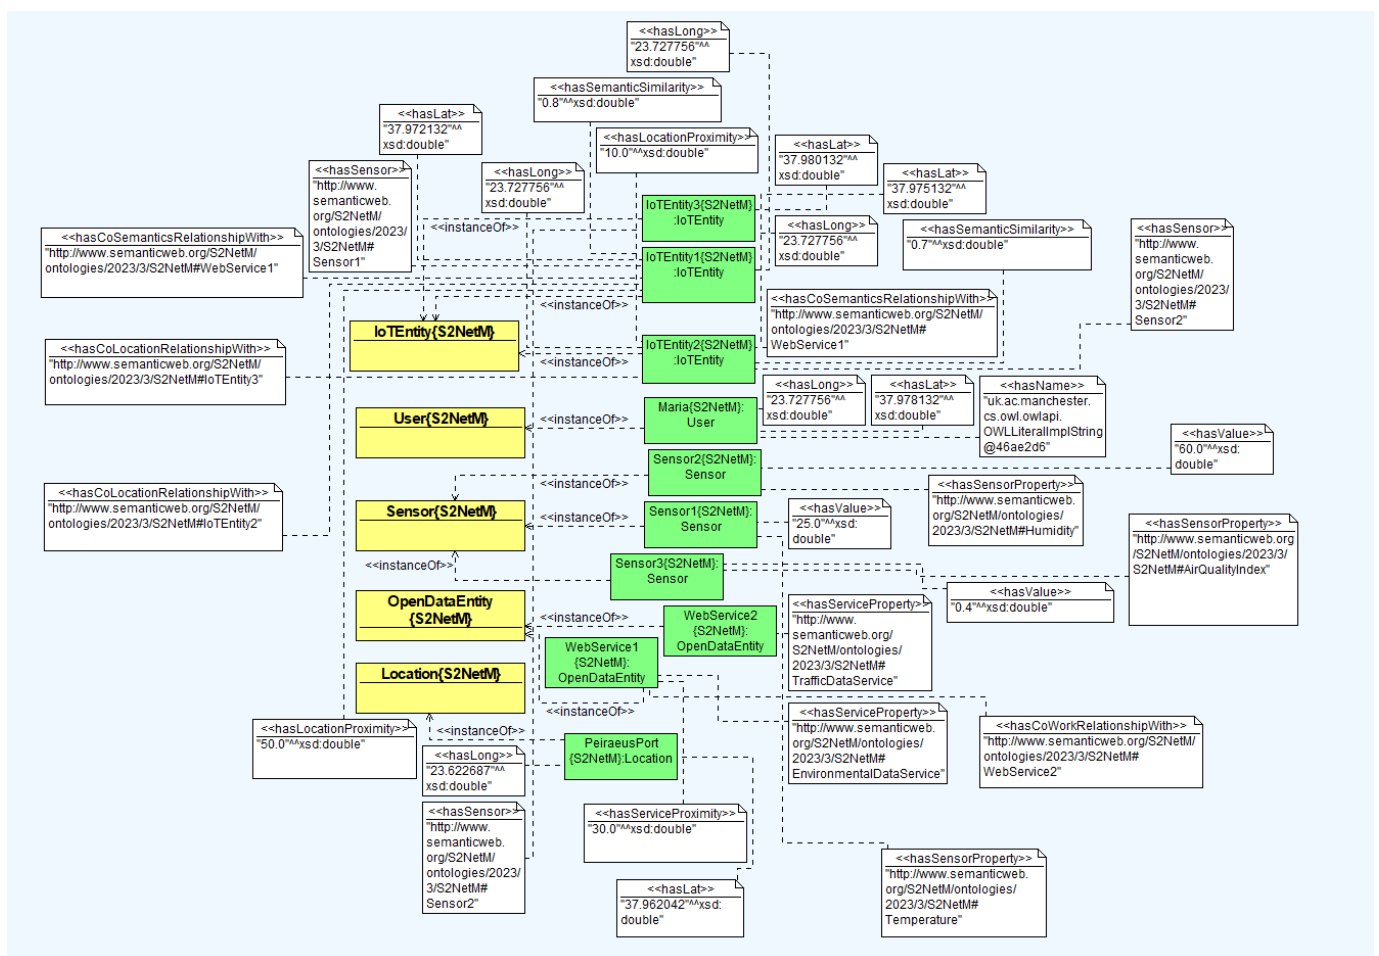 <<hasLong>>
"23.727756"^^
xsd:double"
<<hasSemanticSimilarity>>
"0.8"^^xsd:double"
<<hasLat>>
"37.972132"^^
xsd:double"
<<hasLocationProximity>>
"10.0"^^xsd:double"
<<hasLat>>
"37.980132"^^
xsd:double"
<<hasSensor>>
"http://www.
semanticweb.
org/S2NetM/
ontologies/2023/
3/S2NetM#
Sensor1"
<<hasLong>>
"23.727756"^^
xsd:double"
<<hasLat>>
"37.975132"^^
xsd:double"
IoTEntity3{S2NetM}
:IoTEntity
<<instanceOf>>
<<hasLong>>
"23.727756"^^
xsd:double"
<<hasSemanticSimilarity>>
"0.7"^^xsd:double"
<<hasSensor>>
"http://www.
semanticweb.
org/S2NetM/
ontologies/2023/
3/S2NetM#
Sensor2"
<<hasCoSemanticsRelationshipWith>>
"http://www.semanticweb.org/S2NetM/
ontologies/2023/3/S2NetM#WebService1"
IoTEntity1{S2NetM}
:IoTEntity
<<instanceOf>>
<<hasCoSemanticsRelationshipWith>>
"http://www.semanticweb.org/S2NetM/
ontologies/2023/3/S2NetM#
WebService1"
IoTEntity{S2NetM}
<<hasCoLocationRelationshipWith>>
"http://www.semanticweb.org/S2NetM/
ontologies/2023/3/S2NetM#IoTEntity3"
IoTEntity2{S2NetM}
:IoTEntity
<<instanceOf>>
<<hasLong>>
"23.727756"^^
xsd:double"
<<hasLat>>
"37.978132"^^
xsd:double"
<<hasName>>
"uk.ac.manchester.
cs.owl.owlapi.
OWLLiteralImplString
@46ae2d6"
User{S2NetM}
<<instanceOf>>
Maria{S2NetM}:
User
<<hasValue>>
"60.0"^^xsd:
double"
Sensor2{S2NetM}:
Sensor
<<instanceOf>>
<<hasCoLocationRelationshipWith>>
"http://www.semanticweb.org/S2NetM/
ontologies/2023/3/S2NetM#IoTEntity2"
<<hasSensorProperty>>
"http://www.semanticweb.
org/S2NetM/ontologies/
2023/3/S2NetM#Humidity"
Sensor{S2NetM}
<<instanceOf>>
Sensor1{S2NetM}:
Sensor
<<hasValue>>
"25.0"^^xsd:
double"
<<hasSensorProperty>>
"http://www.semanticweb.org
/S2NetM/ontologies/2023/3/
S2NetM#AirQualityIndex"
<<instanceOf>>
Sensor3{S2NetM}:
Sensor
<<hasValue>>
"0.4"^^xsd:double"
OpenDataEntity
{S2NetM}
<<instanceOf>>
WebService2
{S2NetM}:
OpenDataEntity
<<hasServiceProperty>>
"http://www.
semanticweb.org/
S2NetM/ontologies/
2023/3/S2NetM#
TrafficDataService"
WebService1
{S2NetM}:
OpenDataEntity
<<instanceOf>>
Location{S2NetM}
<<hasServiceProperty>>
"http://www.semanticweb.
org/S2NetM/ontologies/
2023/3/S2NetM#
EnvironmentalDataService"
<<hasCoWorkRelationshipWith>>
"http://www.semanticweb.org/S2NetM/
ontologies/2023/3/S2NetM#
WebService2"
<<hasLocationProximity>>
"50.0"^^xsd:double"
<<instanceOf>>
PeiraeusPort
{S2NetM}:Location
<<hasLong>>
"23.622687"^^
xsd:double"
<<hasSensor>>
"http://www.
semanticweb.
org/S2NetM/
ontologies/2023/
3/S2NetM#
Sensor2"
<<hasServiceProximity>>
"30.0"^^xsd:double"
<<hasLat>>
"37.962042"^^xsd:
double"
<<hasSensorProperty>>
"http://www.semanticweb.
org/S2NetM/ontologies/
2023/3/S2NetM#
Temperature"